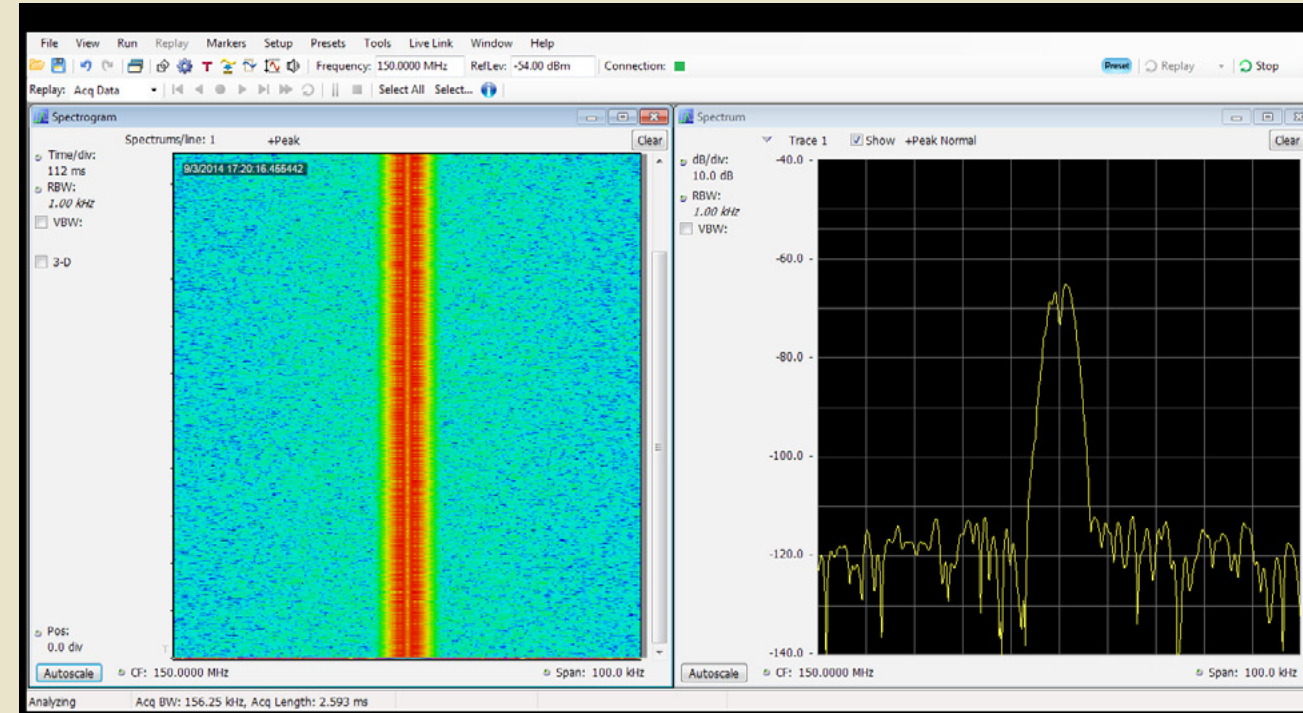 File View Run Replay Markers Setup Presets Tools Live Link Window Help
T Frequency: 150.0000 MHz RefLev: -54.00 dBm Connection: Preset Replay Stop
Replay: Acq Data Select All Select...
Spectrogram
Spectrums/line: 1 +Peak Clear
Time/div:
112 ms
RBW:
1.00 kHz
VBW:
3-D
9/3/2014 17:20:16.455442
Pos:
0.0 div
T
Autoscale CF: 150.0000 MHz Span: 100.0 kHz
Spectrum
Trace 1 Show +Peak Normal Clear
dB/div:
10.0 dB
RBW:
1.00 kHz
VBW:
-40.0
-60.0
-80.0
-100.0
-120.0
-140.0
Autoscale CF: 150.0000 MHz Span: 100.0 kHz
Analyzing Acq BW: 156.25 kHz, Acq Length: 2.593 ms